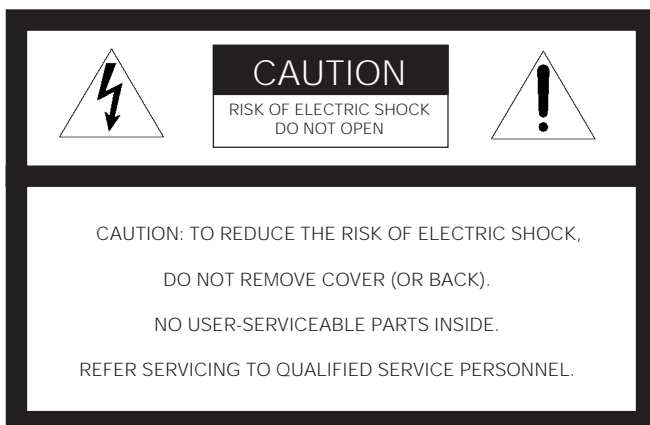 CAUTION
RISK OF ELECTRIC SHOCK
DO NOT OPEN
CAUTION: TO REDUCE THE RISK OF ELECTRIC SHOCK,
DO NOT REMOVE COVER (OR BACK).
NO USER-SERVICEABLE PARTS INSIDE.
REFER SERVICING TO QUALIFIED SERVICE PERSONNEL.